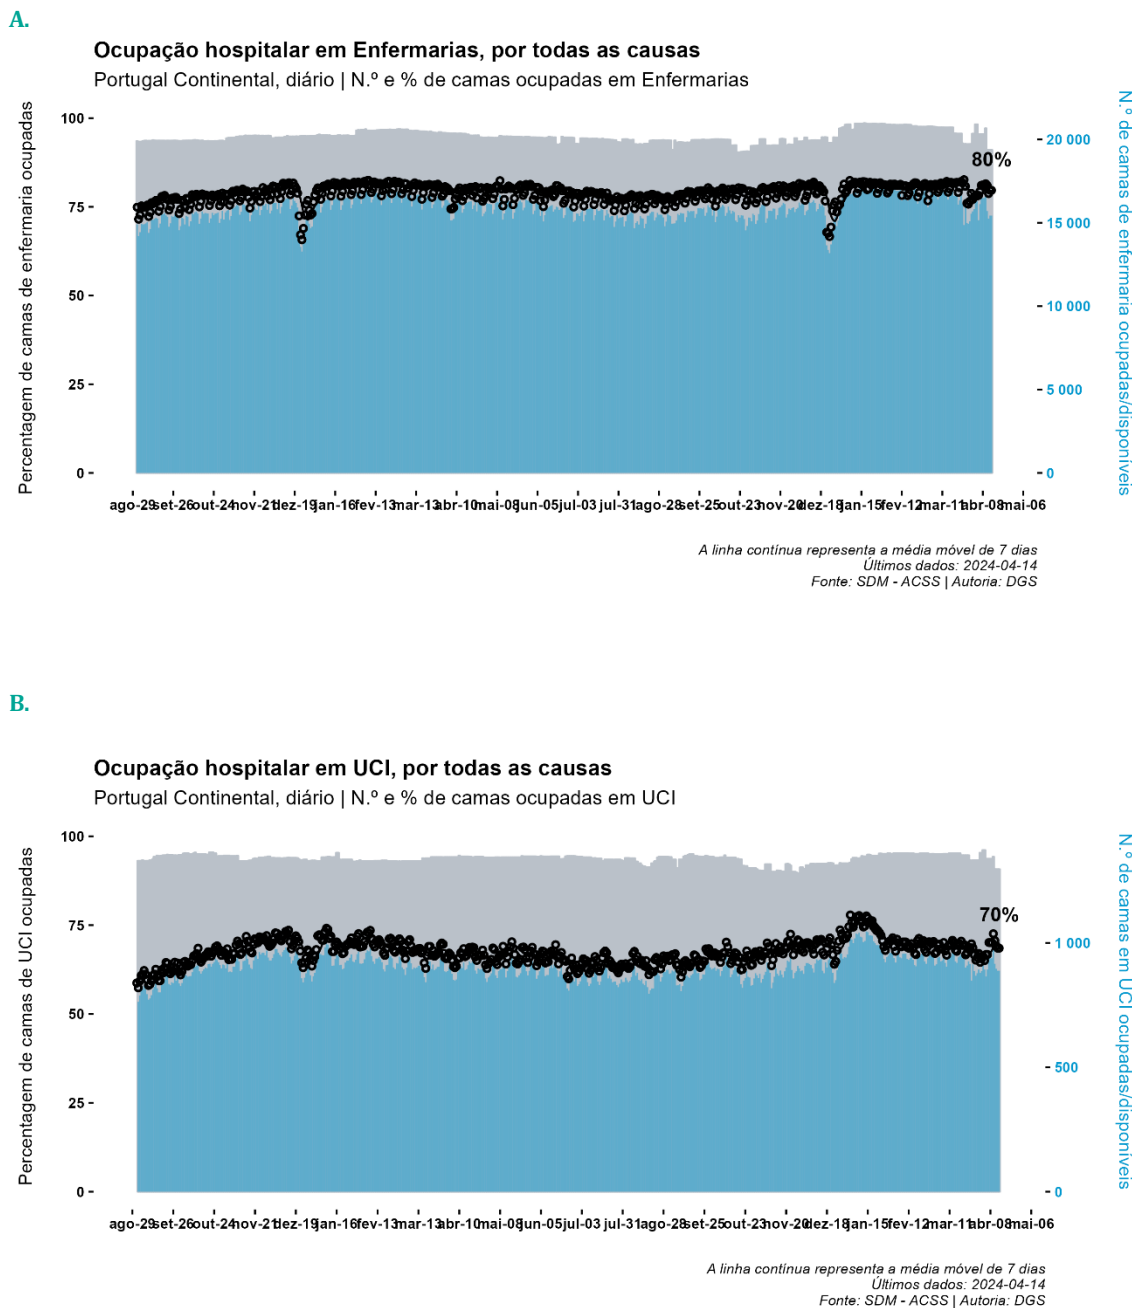 A.
Ocupação hospitalar em Enfermarias, por todas as causas
Portugal Continental, diário | N.º e % de camas ocupadas em Enfermarias
Percentagem de camas de enfermaria ocupadas
100
75
50
25
0
80%
20 000
15 000
10 000
5 000
0
N.º de camas de enfermaria ocupadas/disponíveis
ago-29 set-26 out-24 nov-21 dez-19 jan-16 fev-13 mar-13 abr-10 mai-08 jun-05 jul-03 jul-31 ago-28 set-25 out-23 nov-20 dez-18 jan-15 fev-12 mar-11 abr-08 mai-06
A linha contínua representa a média móvel de 7 dias
Últimos dados: 2024-04-14
Fonte: SDM - ACSS | Autoria: DGS
B.
Ocupação hospitalar em UCI, por todas as causas
Portugal Continental, diário | N.º e % de camas ocupadas em UCI
Percentagem de camas de UCI ocupadas
100
75
50
25
0
70%
1 000
500
0
N.º de camas em UCI ocupadas/disponíveis
ago-29 set-26 out-24 nov-21 dez-19 jan-16 fev-13 mar-13 abr-10 mai-08 jun-05 jul-03 jul-31 ago-28 set-25 out-23 nov-20 dez-18 jan-15 fev-12 mar-11 abr-08 mai-06
A linha contínua representa a média móvel de 7 dias
Últimos dados: 2024-04-14
Fonte: SDM - ACSS | Autoria: DGS